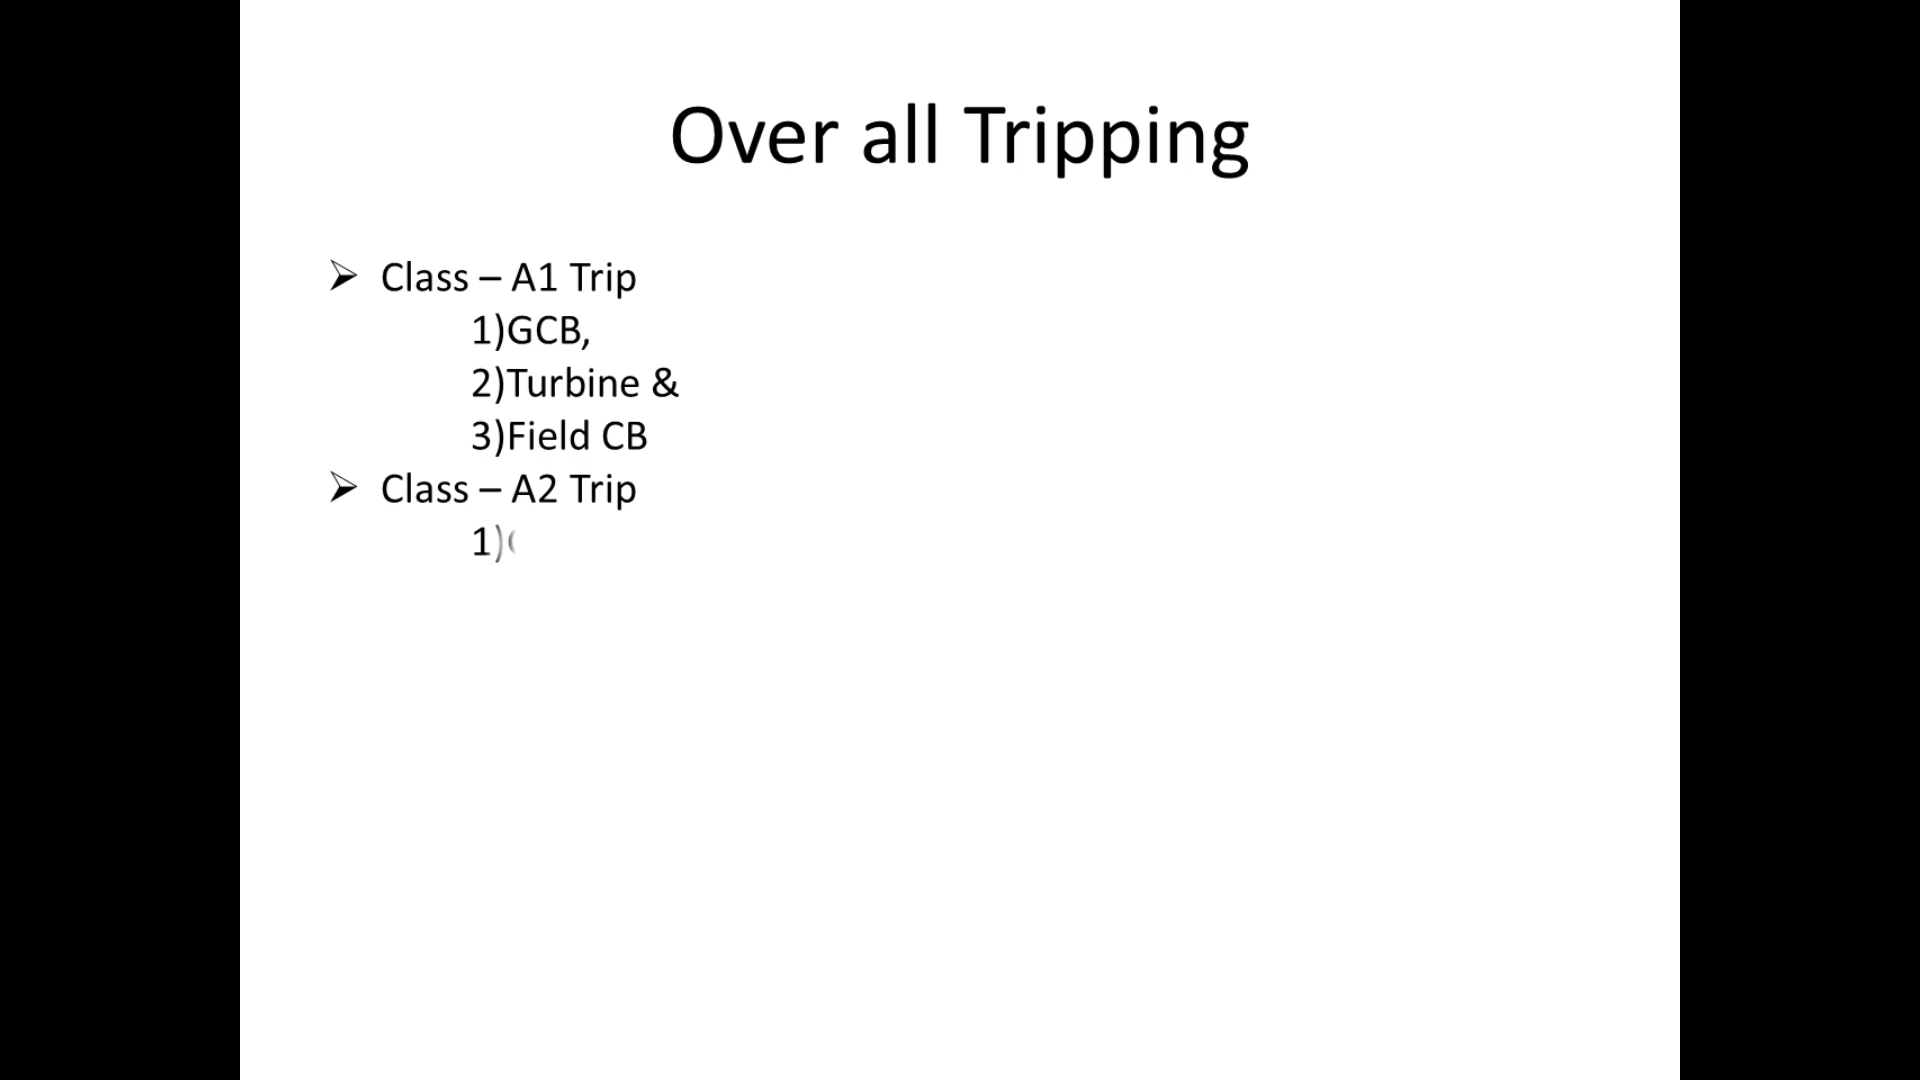 Over all Tripping
➢ Class – A1 Trip
1)GCB,
2)Turbine &
3)Field CB
➢ Class – A2 Trip
1)